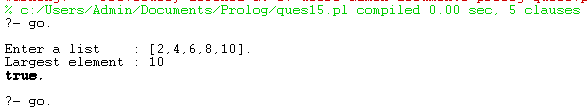 % c:/Users/Admin/Documents/Prolog/ques15.pl compiled 0.00 sec, 5 clauses
?- go.
Enter a list     : [2,4,6,8,10].
Largest element : 10
true.
?- go.